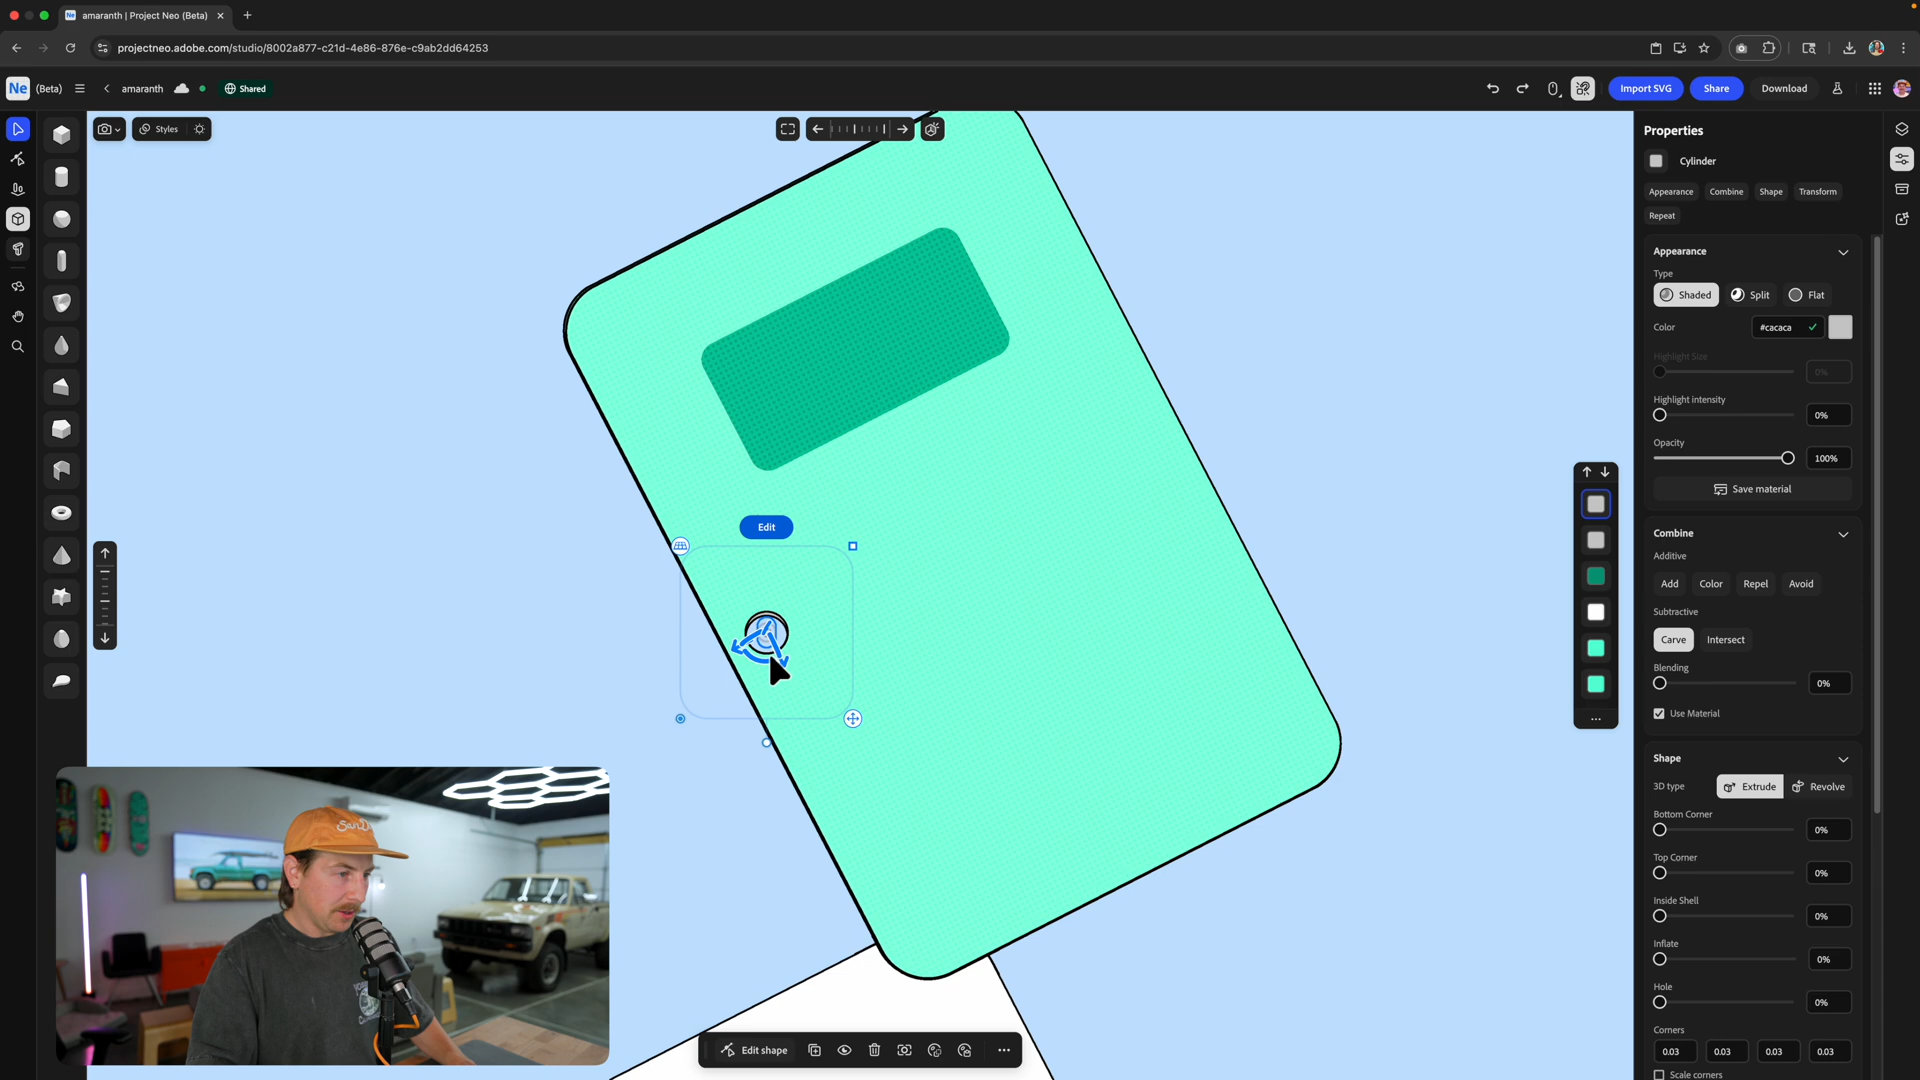 amaranth | Project Neo (Beta)
projectneo.adobe.com/studio/8002a877-c21d-4e86-876e-c9ab2dd64253
Ne (Beta) amaranth Shared
Import SVG Share Download
Styles
Properties
Cylinder
Appearance Combine Shape Transform
Repeat
Appearance
Type
Shaded Split Flat
Color #cacaca
Highlight Size
0%
Highlight intensity
0%
Opacity
100%
Save material
Combine
Additive
Add Color Repel Avoid
Subtractive
Carve Intersect
Blending
0%
Use Material
Shape
3D type Extrude Revolve
Bottom Corner
0%
Top Corner
0%
Inside Shell
0%
Inflate
0%
Hole
0%
Corners
0.03 0.03 0.03 0.03
Scale corners
Edit
Edit shape